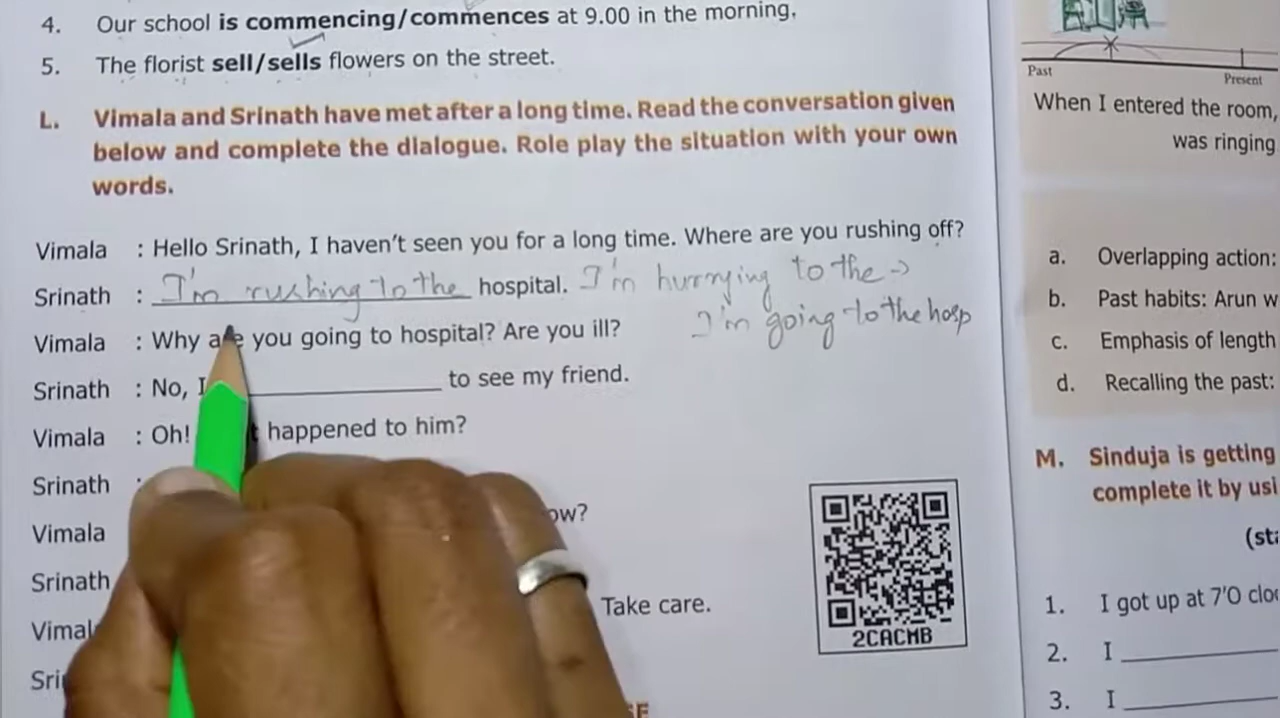 4. Our school is commencing/commences at 9.00 in the morning.
5. The florist sell/sells flowers on the street.
L. Vimala and Srinath have met after a long time. Read the conversation given
below and complete the dialogue. Role play the situation with your own
words.
Vimala : Hello Srinath, I haven't seen you for a long time. Where are you rushing off?
Srinath : I'm rushing to the hospital. I'm hurrying to the →
I'm going to the hosp
Vimala : Why are you going to hospital? Are you ill?
Srinath : No, I ____________ to see my friend.
Vimala : Oh! happened to him?
Srinath :
Vimala
Srinath
Take care.
2CACMB
Past
Present
When I entered the room,
was ringing
a. Overlapping action:
b. Past habits: Arun w
c. Emphasis of length
d. Recalling the past:
M. Sinduja is getting
complete it by usi
1. I got up at 7'O
2. I ____________
3. I ____________